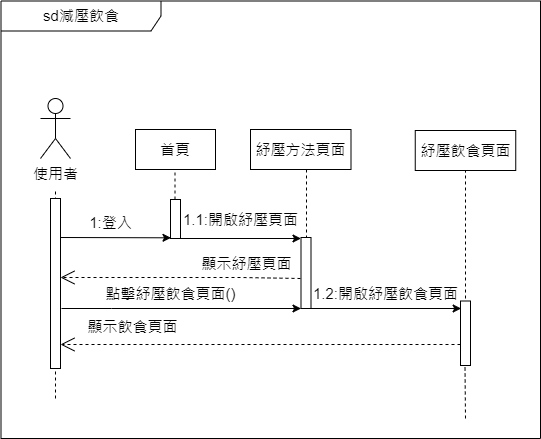 sd減壓飲食
使用者
首頁
紓壓方法頁面
紓壓飲食頁面
1:登入
1.1:開啟紓壓頁面
顯示紓壓頁面
點擊紓壓飲食頁面()
1.2:開啟紓壓飲食頁面
顯示飲食頁面